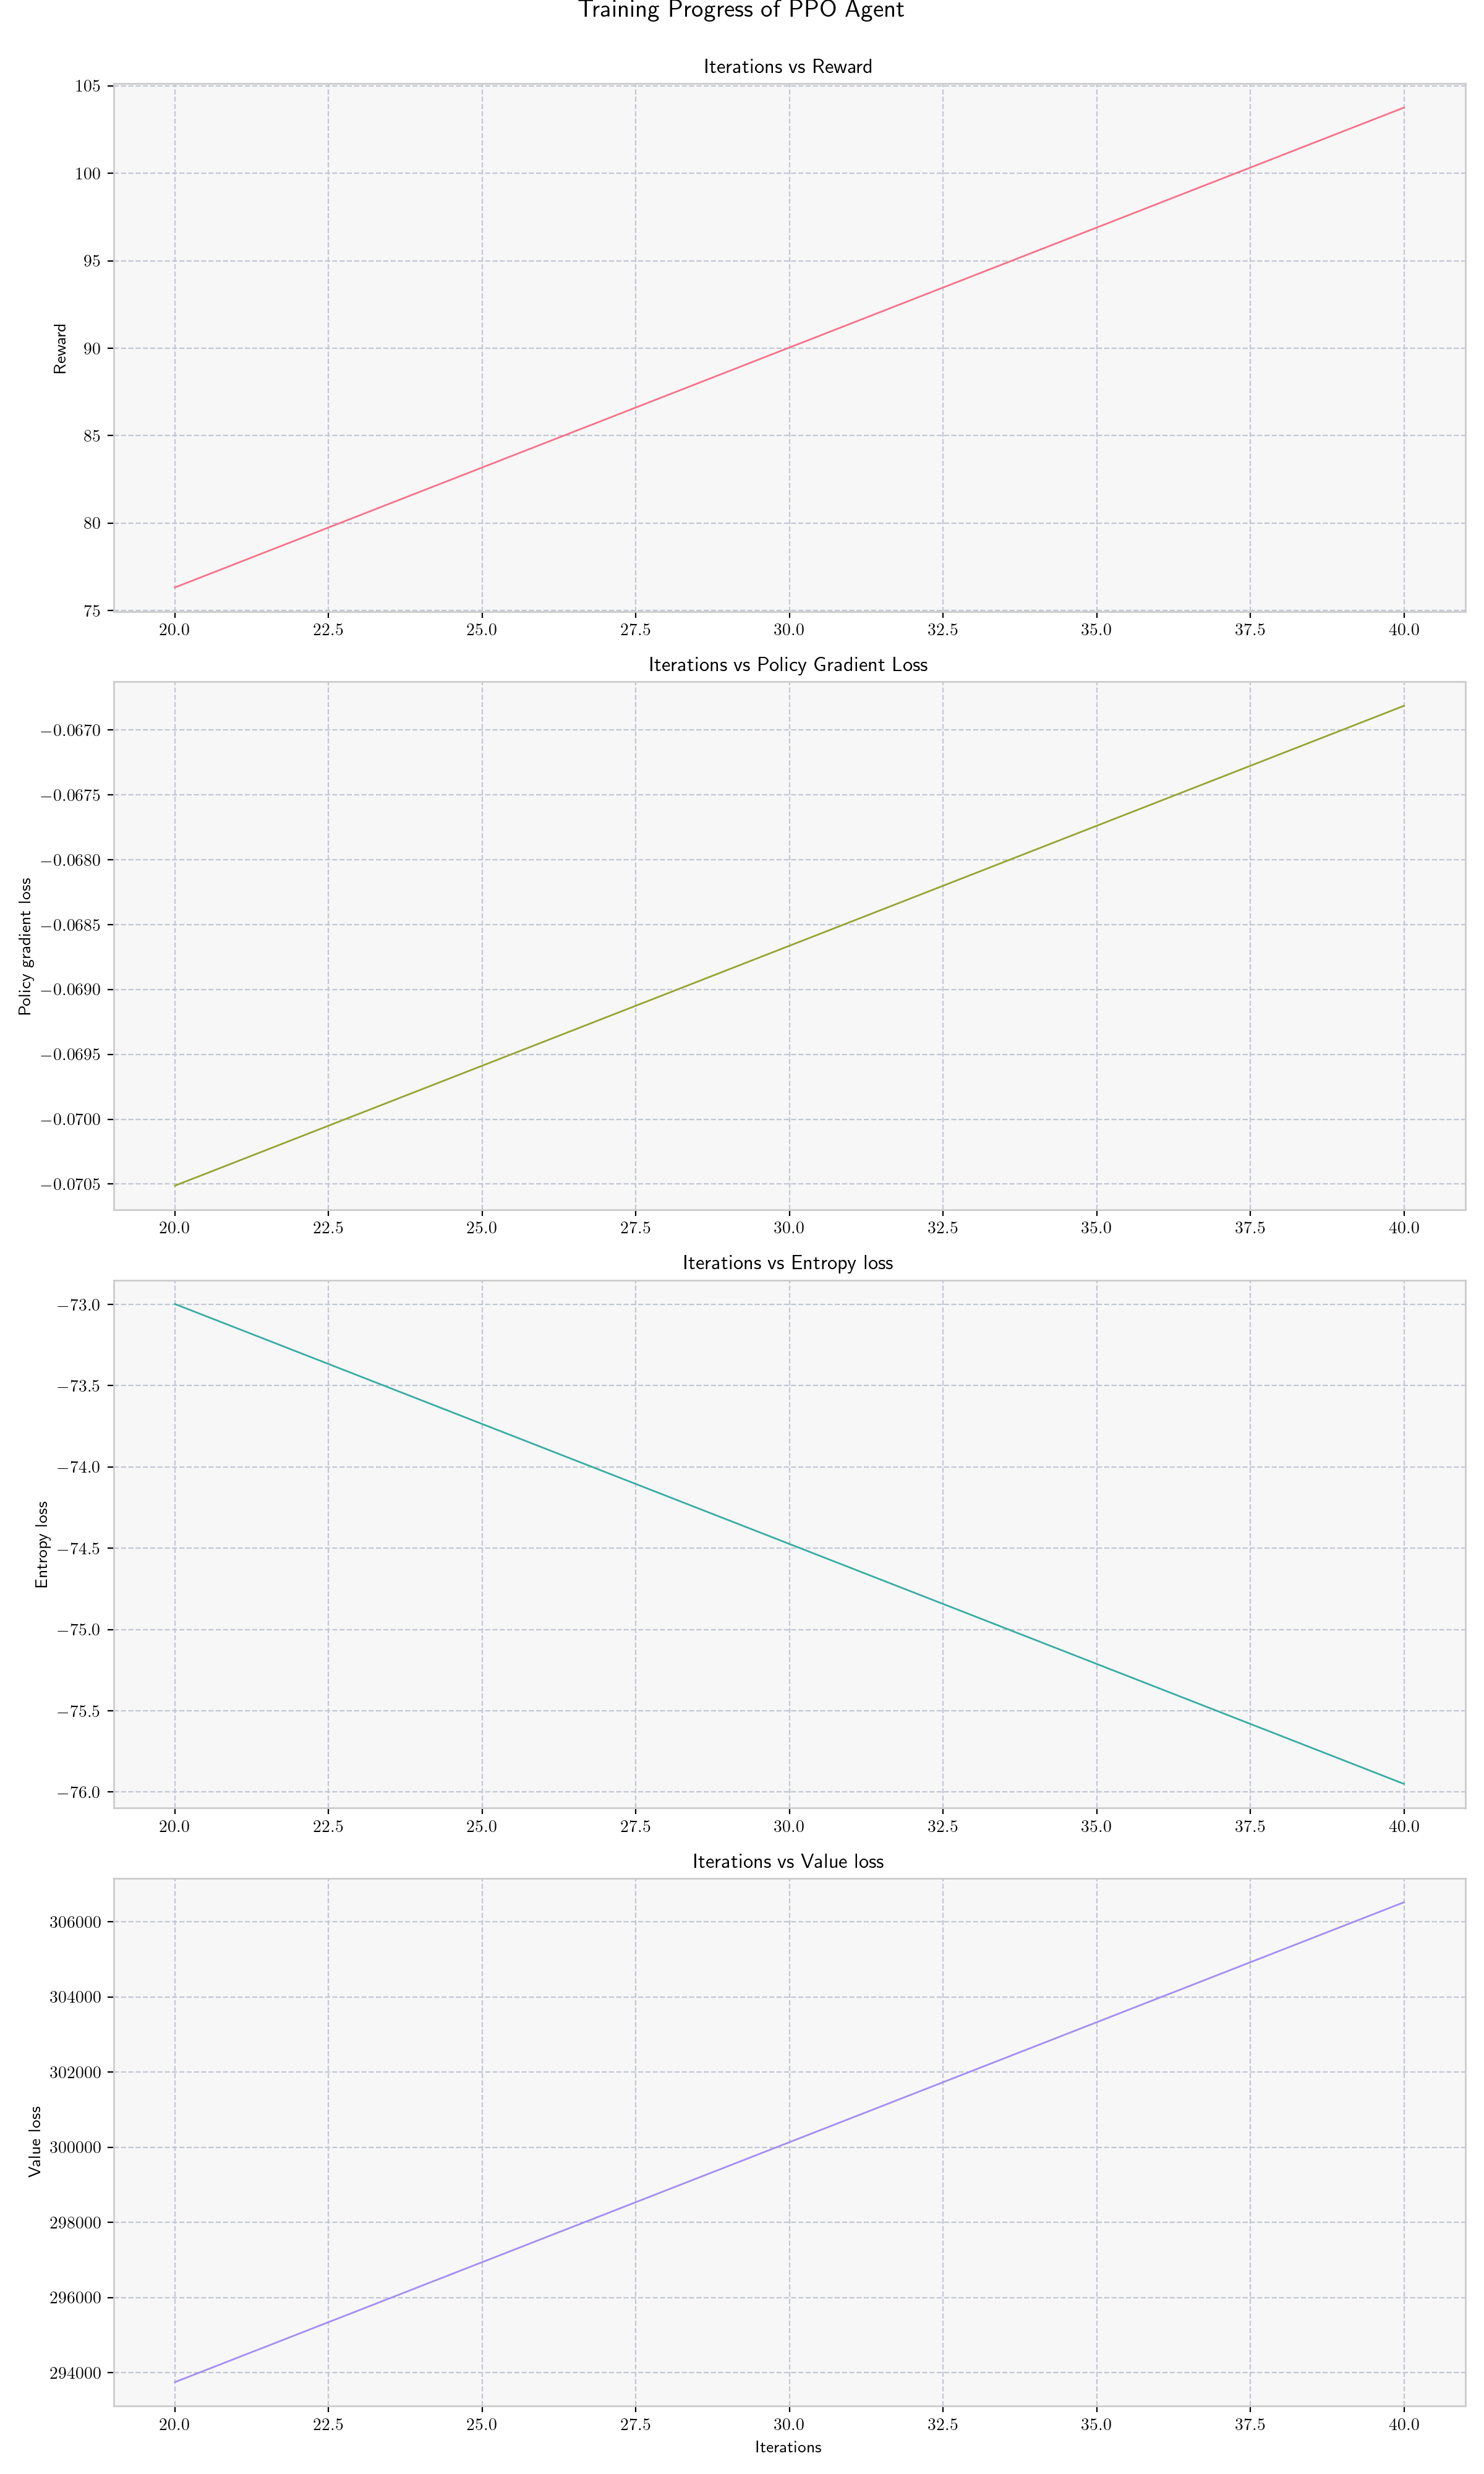 Training Progress of PPO Agent
Iterations vs Reward
105
100
95
90
85
80
75
Reward
20.0 22.5 25.0 27.5 30.0 32.5 35.0 37.5 40.0
Iterations vs Policy Gradient Loss
−0.0670
−0.0675
−0.0680
−0.0685
−0.0690
−0.0695
−0.0700
−0.0705
Policy gradient loss
20.0 22.5 25.0 27.5 30.0 32.5 35.0 37.5 40.0
Iterations vs Entropy loss
−73.0
−73.5
−74.0
−74.5
−75.0
−75.5
−76.0
Entropy loss
20.0 22.5 25.0 27.5 30.0 32.5 35.0 37.5 40.0
Iterations vs Value loss
306000
304000
302000
300000
298000
296000
294000
Value loss
20.0 22.5 25.0 27.5 30.0 32.5 35.0 37.5 40.0
Iterations